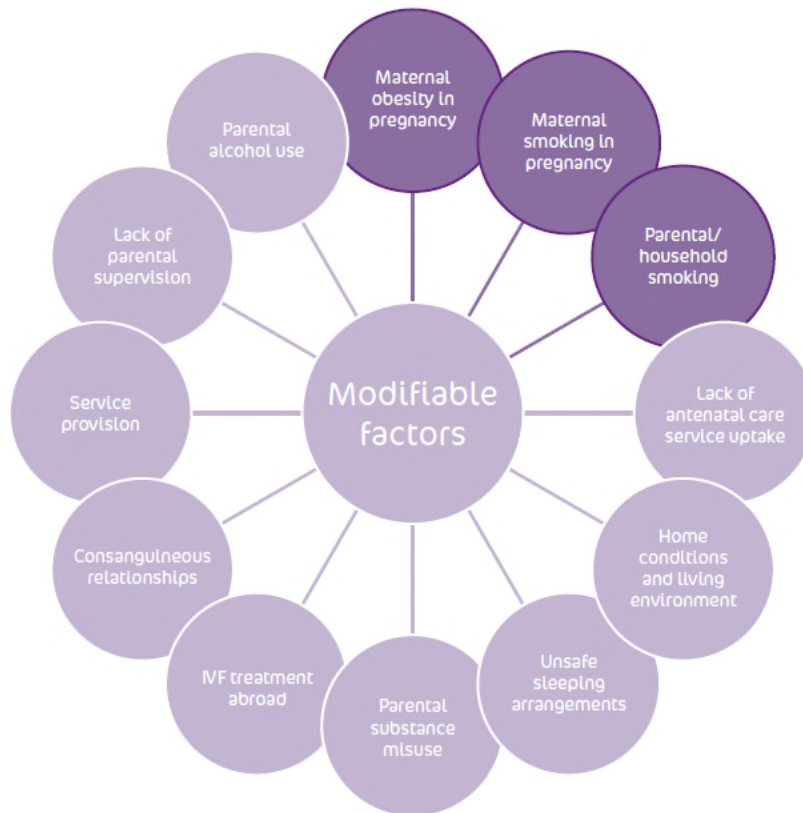 Maternal
obesity in
pregnancy
Maternal
smoking in
pregnancy
Parental/
household
smoking
Lack of
antenatal care
service uptake
Home
conditions
and living
environment
Unsafe
sleeping
arrangements
Parental
substance
misuse
IVF treatment
abroad
Consanguineous
relationships
Service
provision
Lack of
parental
supervision
Parental
alcohol use
Modifiable
factors